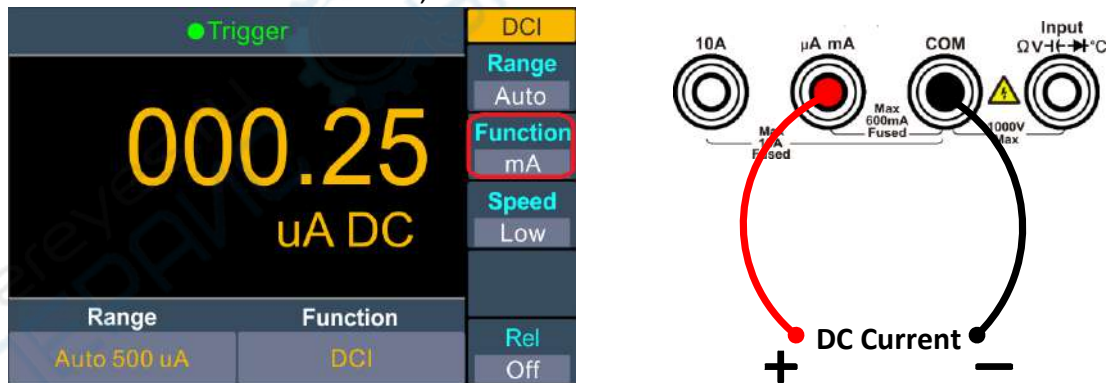 Trigger
DCI
Range
Auto
000.25
uA DC
Function
mA
Speed
Low
Range
Function
Auto 500 uA
DCI
Rel
Off
10A
µA mA
COM
Input
Max
600mA
Fused
1000V
Max
Max
Fused
+
DC Current
−